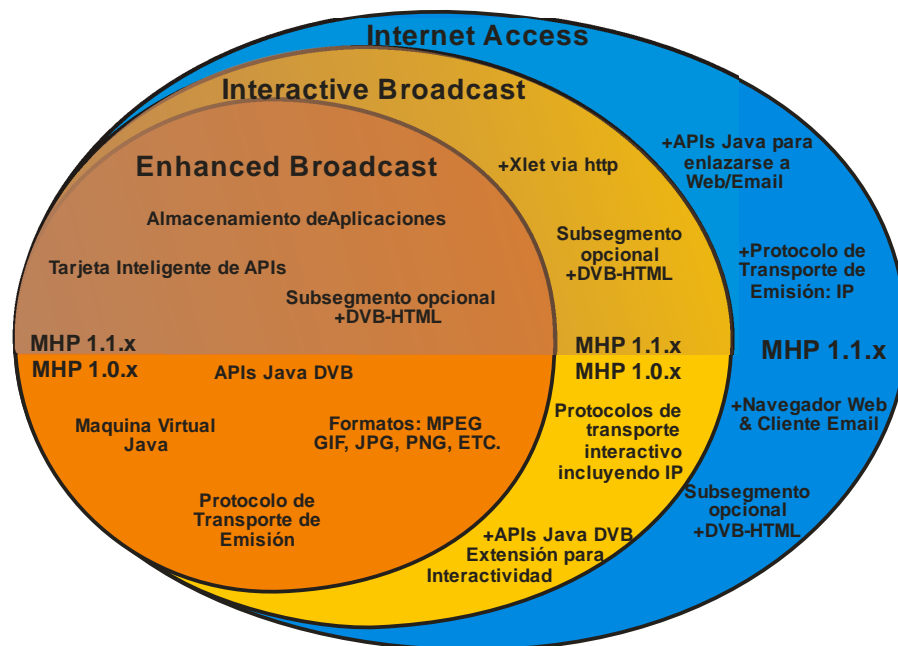 Internet Access
Interactive Broadcast
Enhanced Broadcast
Almacenamiento deAplicaciones
Tarjeta Inteligente de APIs
Subsegmento opcional
+DVB-HTML
MHP 1.1.x
MHP 1.0.x
APIs Java DVB
Maquina Virtual
Java
Formatos: MPEG
GIF, JPG, PNG, ETC.
Protocolo de
Transporte de
Emisión
+Xlet via http
Subsegmento
opcional
+DVB-HTML
MHP 1.1.x
MHP 1.0.x
Protocolos de
transporte
interactivo
incluyendo IP
+APIs Java DVB
Extensión para
Interactividad
+APIs Java para
enlazarse a
Web/Email
+Protocolo de
Transporte de
Emisión: IP
MHP 1.1.x
+Navegador Web
& Cliente Email
Subsegmento
opcional
+DVB-HTML